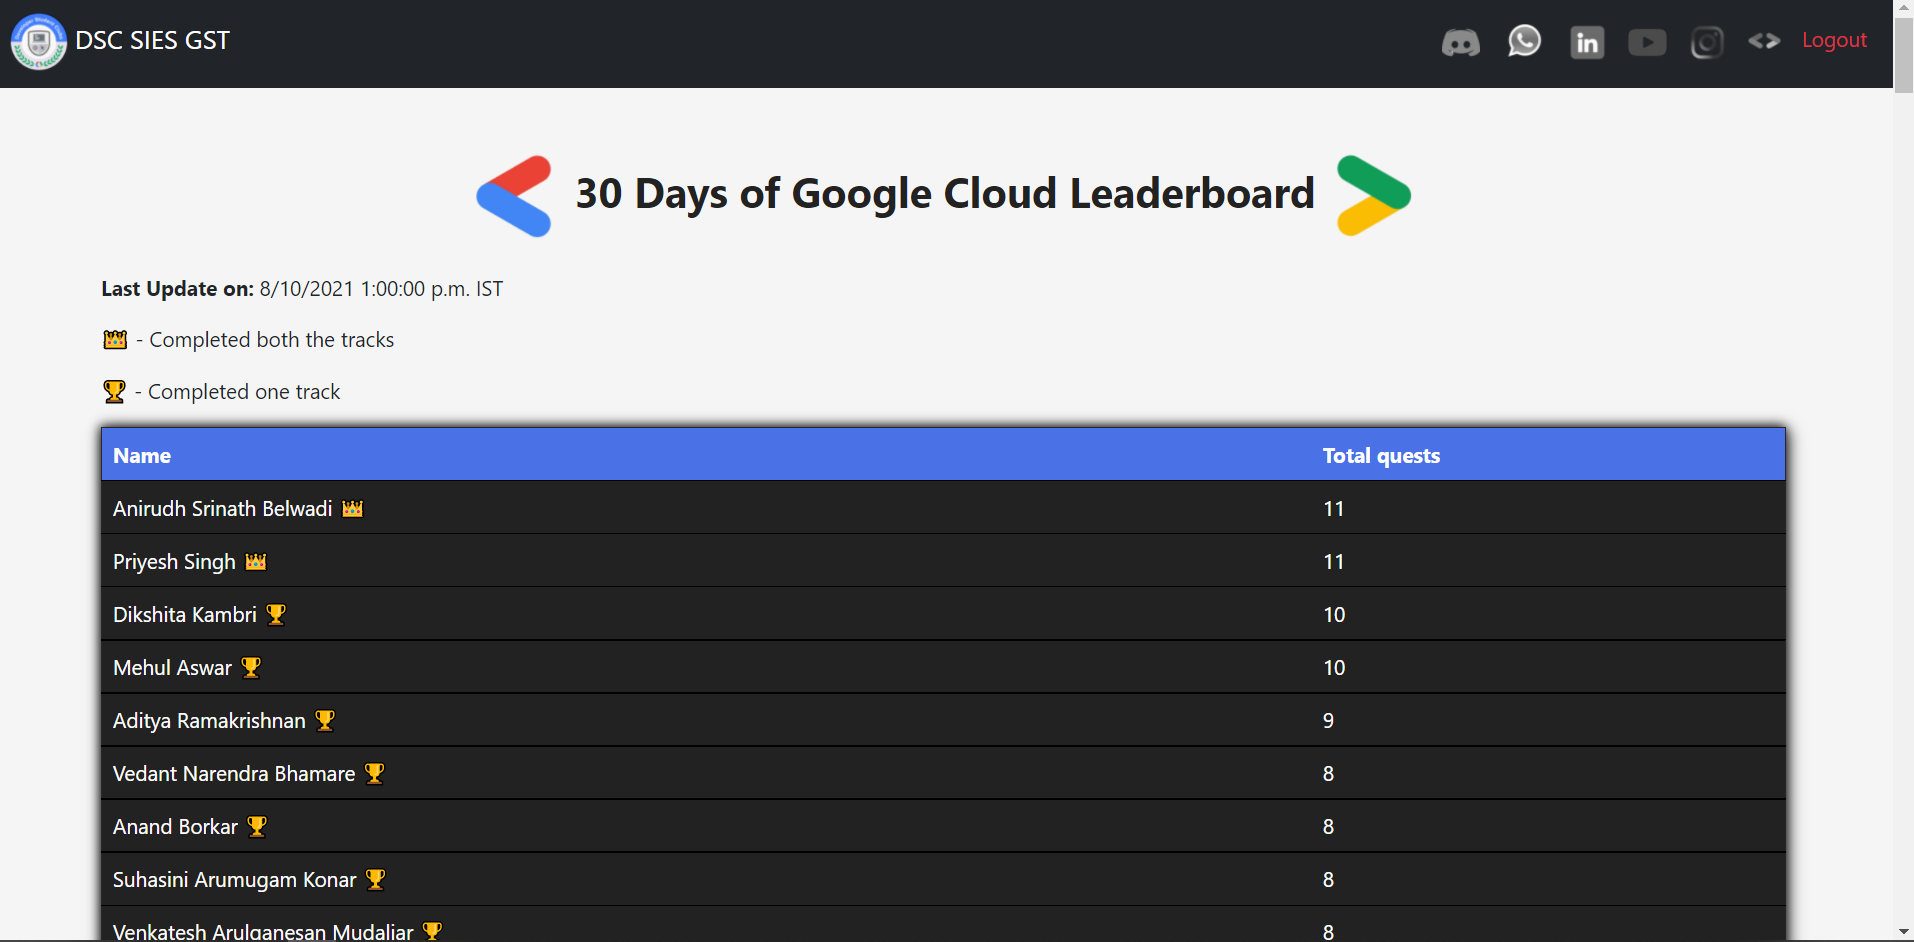 DSC SIES GST
Logout
30 Days of Google Cloud Leaderboard
Last Update on: 8/10/2021 1:00:00 p.m. IST
👑 - Completed both the tracks
🏆 - Completed one track
Name Total quests
Anirudh Srinath Belwadi 👑 11
Priyesh Singh 👑 11
Dikshita Kambri 🏆 10
Mehul Aswar 🏆 10
Aditya Ramakrishnan 🏆 9
Vedant Narendra Bhamare 🏆 8
Anand Borkar 🏆 8
Suhasini Arumugam Konar 🏆 8
Venkatesh Arulganesan Mudaliar 🏆 8